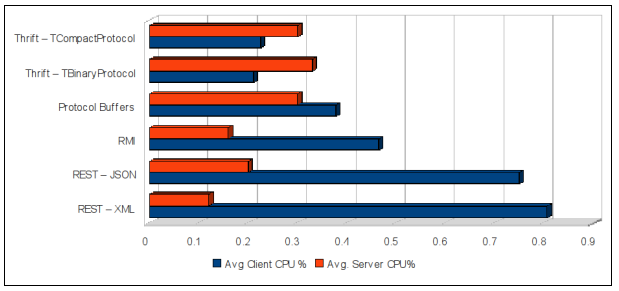 Thrift – TCompactProtocol
Thrift – TBinaryProtocol
Protocol Buffers
RMI
REST – JSON
REST – XML
0 0.1 0.2 0.3 0.4 0.5 0.6 0.7 0.8 0.9
Avg Client CPU % Avg. Server CPU%